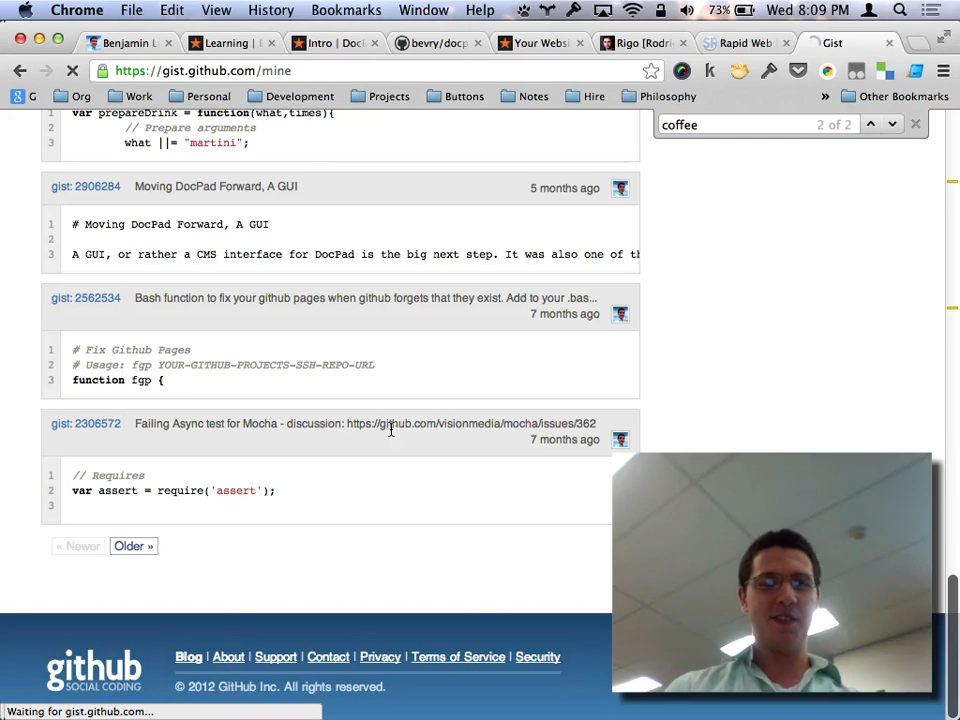 Chrome File Edit View History Bookmarks Window Help 73% Wed 8:09 PM
Benjamin L Learning | Intro | Doc bevry/docp Your Websi Rigo [Rodri Rapid Web Gist
https://gist.github.com/mine
G Org Work Personal Development Projects Buttons Notes Hire Philosophy » Other Bookmarks
coffee 2 of 2
1 var prepareDrink = function(what,times){
2 // Prepare arguments
3 what ||= "martini";
gist: 2906284 Moving DocPad Forward, A GUI 5 months ago
1 # Moving DocPad Forward, A GUI
2
3 A GUI, or rather a CMS interface for DocPad is the big next step. It was also one of th
gist: 2562534 Bash function to fix your github pages when github forgets that they exist. Add to your .bas...
7 months ago
1 # Fix Github Pages
2 # Usage: fgp YOUR-GITHUB-PROJECTS-SSH-REPO-URL
3 function fgp {
gist: 2306572 Failing Async test for Mocha - discussion: https://github.com/visionmedia/mocha/issues/362
7 months ago
1 // Requires
2 var assert = require('assert');
3
« Newer Older »
github
SOCIAL CODING
Blog | About | Support | Contact | Privacy | Terms of Service | Security
© 2012 GitHub Inc. All rights reserved.
Waiting for gist.github.com...